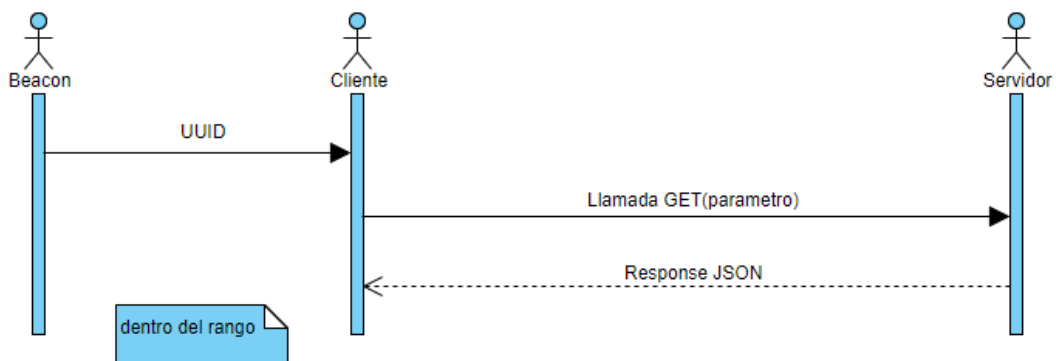 Beacon
Cliente
Servidor
UUID
Llamada GET(parametro)
Response JSON
dentro del rango